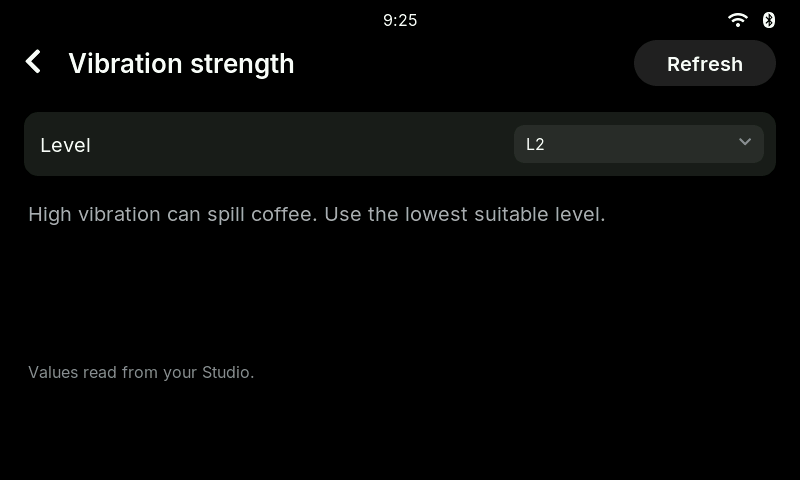 9:25
Vibration strength
Refresh
Level
L2
High vibration can spill coffee. Use the lowest suitable level.
Values read from your Studio.